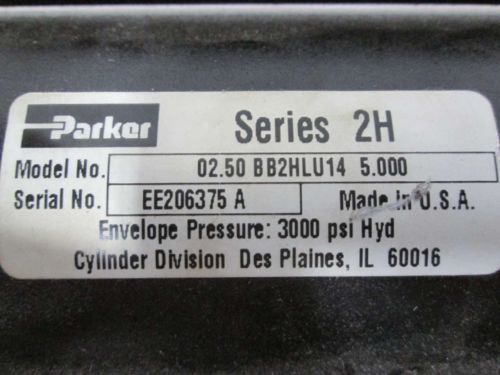 Parker Series 2H
Model No. 02.50 BB2HLU14 5.000
Serial No. EE206375 A Made in U.S.A.
Envelope Pressure: 3000 psi Hyd
Cylinder Division Des Plaines, IL 60016